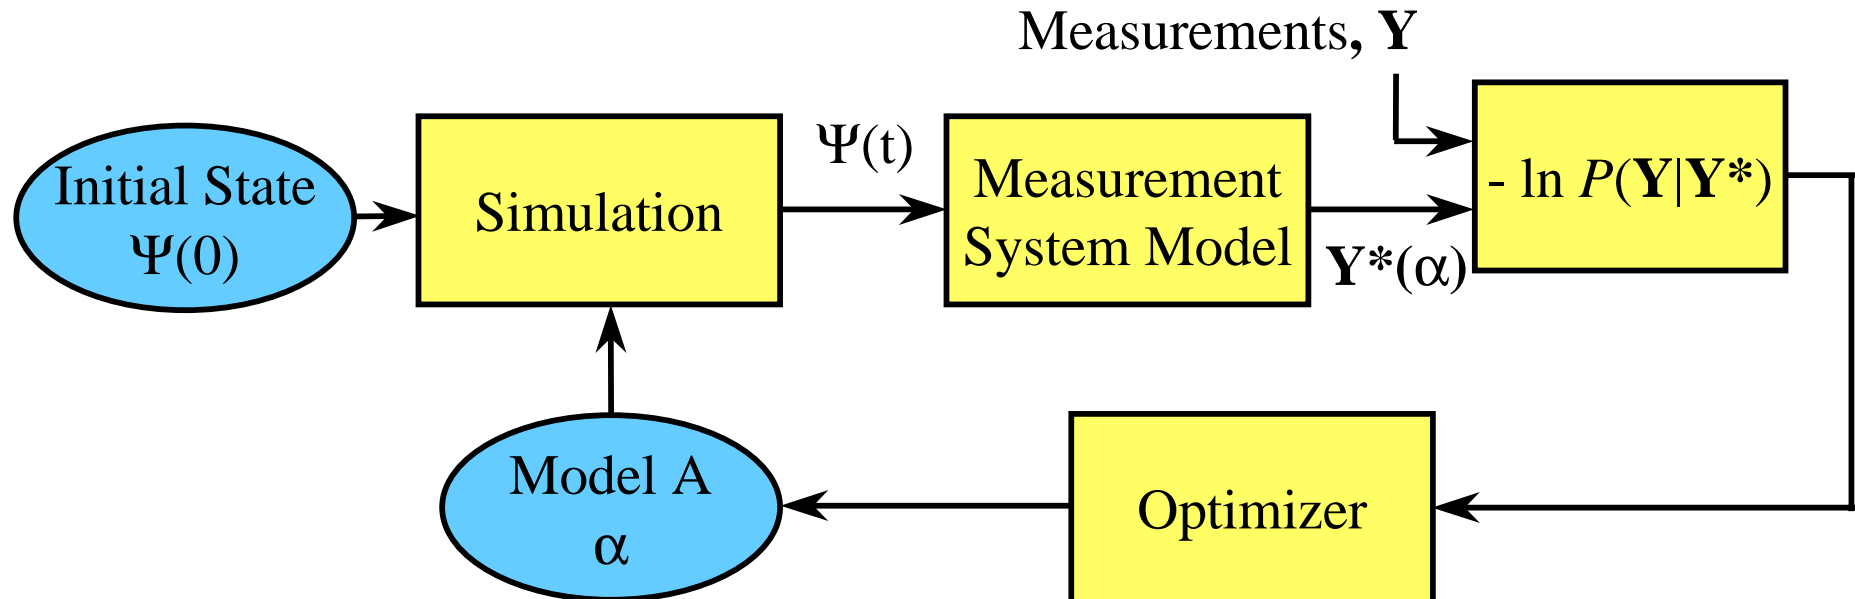 Measurements, Y
Initial State
Ψ(0)
Simulation
Ψ(t)
Measurement
System Model
Y*(α)
- ln P(Y|Y*)
Model A
α
Optimizer